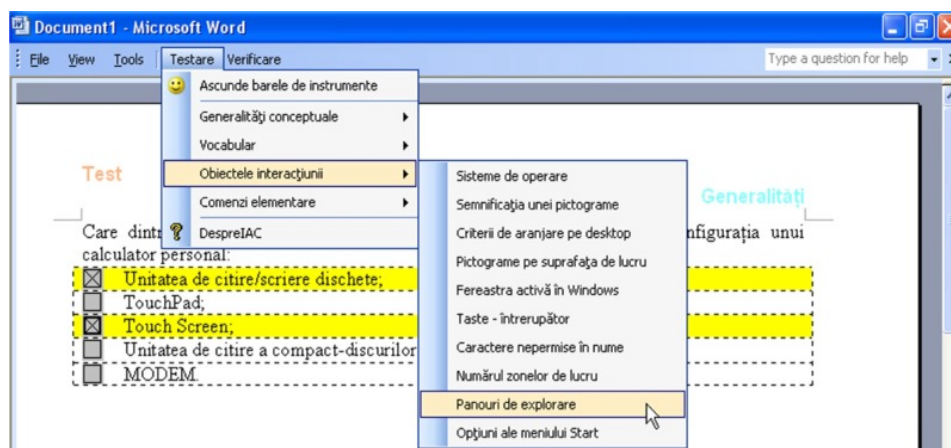 Document1 - Microsoft Word
File View Tools Testare Verificare Type a question for help
Ascunde barele de instrumente
Generalități conceptuale
Vocabular
Obiectele interacțiunii
Comenzi elementare
DespreIAC
Sisteme de operare
Semnificația unei pictograme
Criterii de aranjare pe desktop
Pictograme pe suprafața de lucru
Fereastra activă în Windows
Taste - întrerupător
Caractere nepermise în nume
Numărul zonelor de lucru
Panouri de explorare
Opțiuni ale meniului Start
Test
Generalități
Care dintr nfigurația unui
calculator personal:
Unitatea de citire/scriere dischete;
TouchPad;
Touch Screen;
Unitatea de citire a compact-discurilor
MODEM.